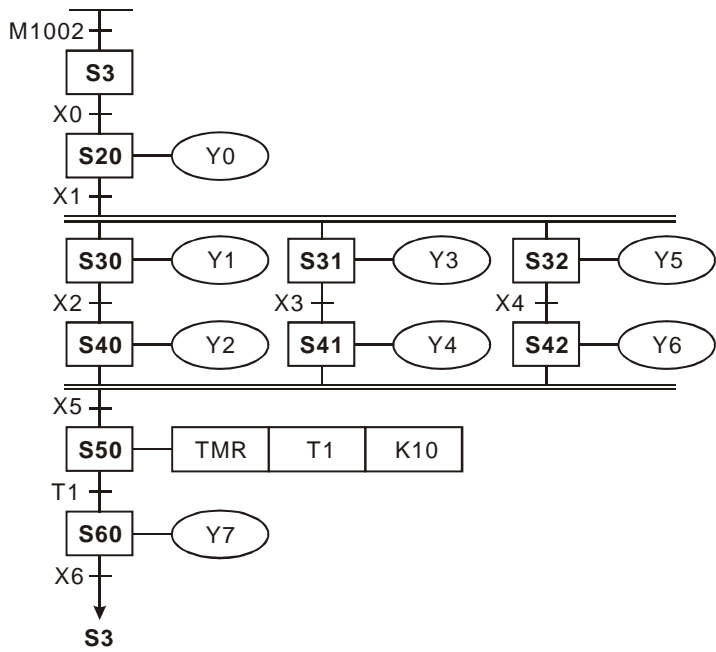 M1002
S3
X0
S20 Y0
X1
S30 Y1 S31 Y3 S32 Y5
X2 X3 X4
S40 Y2 S41 Y4 S42 Y6
X5
S50 TMR T1 K10
T1
S60 Y7
X6
S3